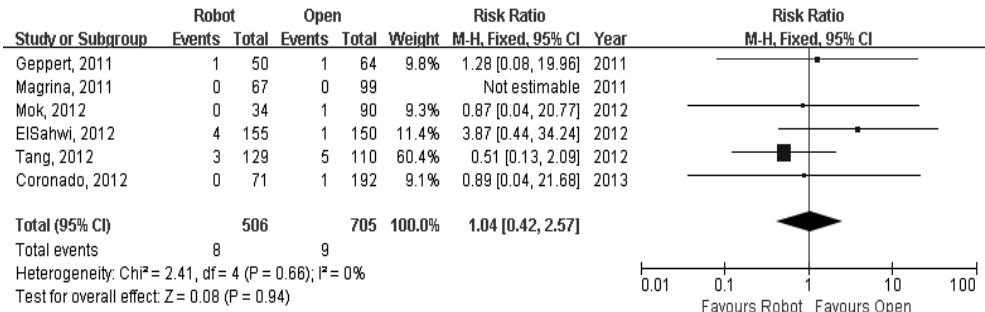 Robot Open Risk Ratio Risk Ratio
Study or Subgroup Events Total Events Total Weight M-H, Fixed, 95% CI Year M-H, Fixed, 95% CI
Geppert, 2011 1 50 1 64 9.8% 1.28 [0.08, 19.96] 2011
Magrina, 2011 0 67 0 99 Not estimable 2011
Mok, 2012 0 34 1 90 9.3% 0.87 [0.04, 20.77] 2012
ElSahwi, 2012 4 155 1 150 11.4% 3.87 [0.44, 34.24] 2012
Tang, 2012 3 129 5 110 60.4% 0.51 [0.13, 2.09] 2012
Coronado, 2012 0 71 1 192 9.1% 0.89 [0.04, 21.68] 2013
Total (95% CI) 506 705 100.0% 1.04 [0.42, 2.57]
Total events 8 9
Heterogeneity: Chi² = 2.41, df = 4 (P = 0.66); I² = 0%
Test for overall effect: Z = 0.08 (P = 0.94)
0.01 0.1 1 10 100
Favours Robot Favours Open